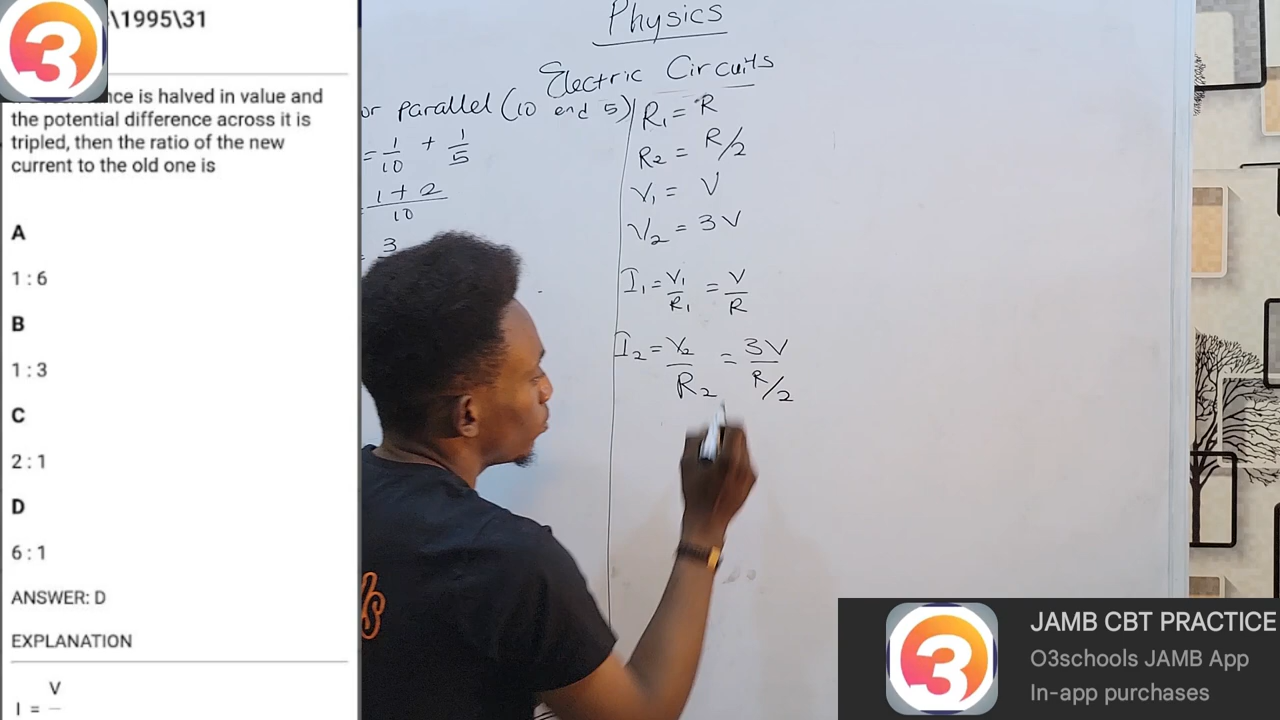 \1995\31
is halved in value and
the potential difference across it is
tripled, then the ratio of the new
current to the old one is
A
1 : 6
B
1 : 3
C
2 : 1
D
6 : 1
ANSWER: D
EXPLANATION
V
I = —
Physics
Electric Circuits
or parallel (10 and 5)
= 1/10 + 1/5
1 + 2
10
= 3
R₁ = R
R₂ = R/2
V₁ = V
V₂ = 3V
I₁ = V₁/R₁ = V/R
I₂ = V₂/R₂ = 3V/R/2
3
JAMB CBT PRACTICE
O3schools JAMB App
In-app purchases